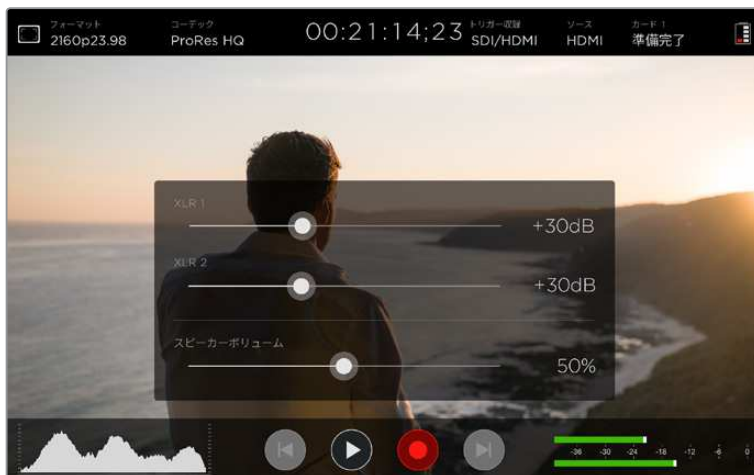 フォーマット
2160p23.98
コーデック
ProRes HQ
00:21:14;23
トリガー収録
SDI/HDMI
ソース
HDMI
カード 1
準備完了
XLR 1
+30dB
XLR 2
+30dB
スピーカーボリューム
50%
-36 -30 -24 -18 -12 -6 0